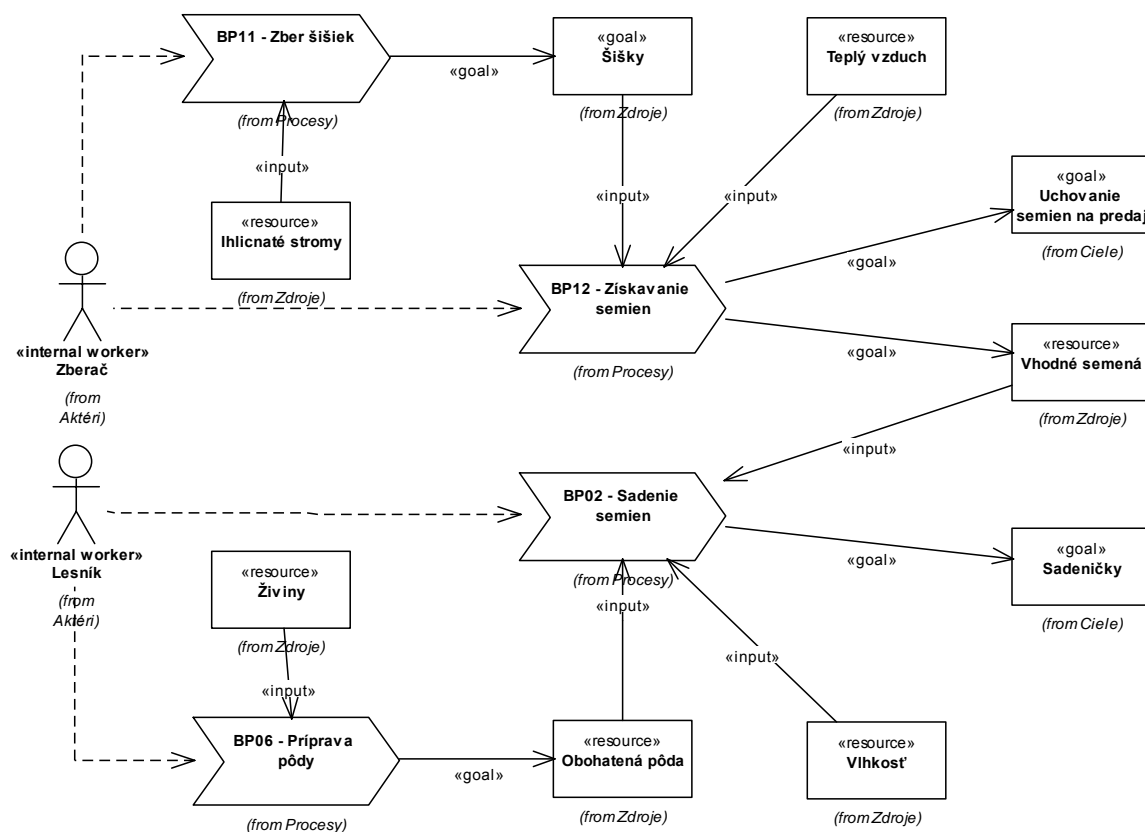 BP11 - Zber šišiek
(from Procesy)
«goal»
«goal»
Šišky
(from Zdroje)
«resource»
Teplý vzduch
(from Zdroje)
«input»
«resource»
Ihlicnaté stromy
(from Zdroje)
«input»
«input»
«goal»
Uchovanie
semien na predaj
(from Ciele)
«goal»
BP12 - Získavanie
semien
(from Procesy)
«internal worker»
Zberač
(from
Aktéri)
«goal»
«resource»
Vhodné semená
(from Zdroje)
«input»
BP02 - Sadenie
semien
(from Procesy)
«internal worker»
Lesník
(from
Aktéri)
«goal»
«goal»
Sadeničky
(from Ciele)
«resource»
Živiny
(from Zdroje)
«input»
«input»
«input»
BP06 - Príprava
pôdy
(from Procesy)
«goal»
«resource»
Obohatená pôda
(from Zdroje)
«resource»
Vlhkosť
(from Zdroje)